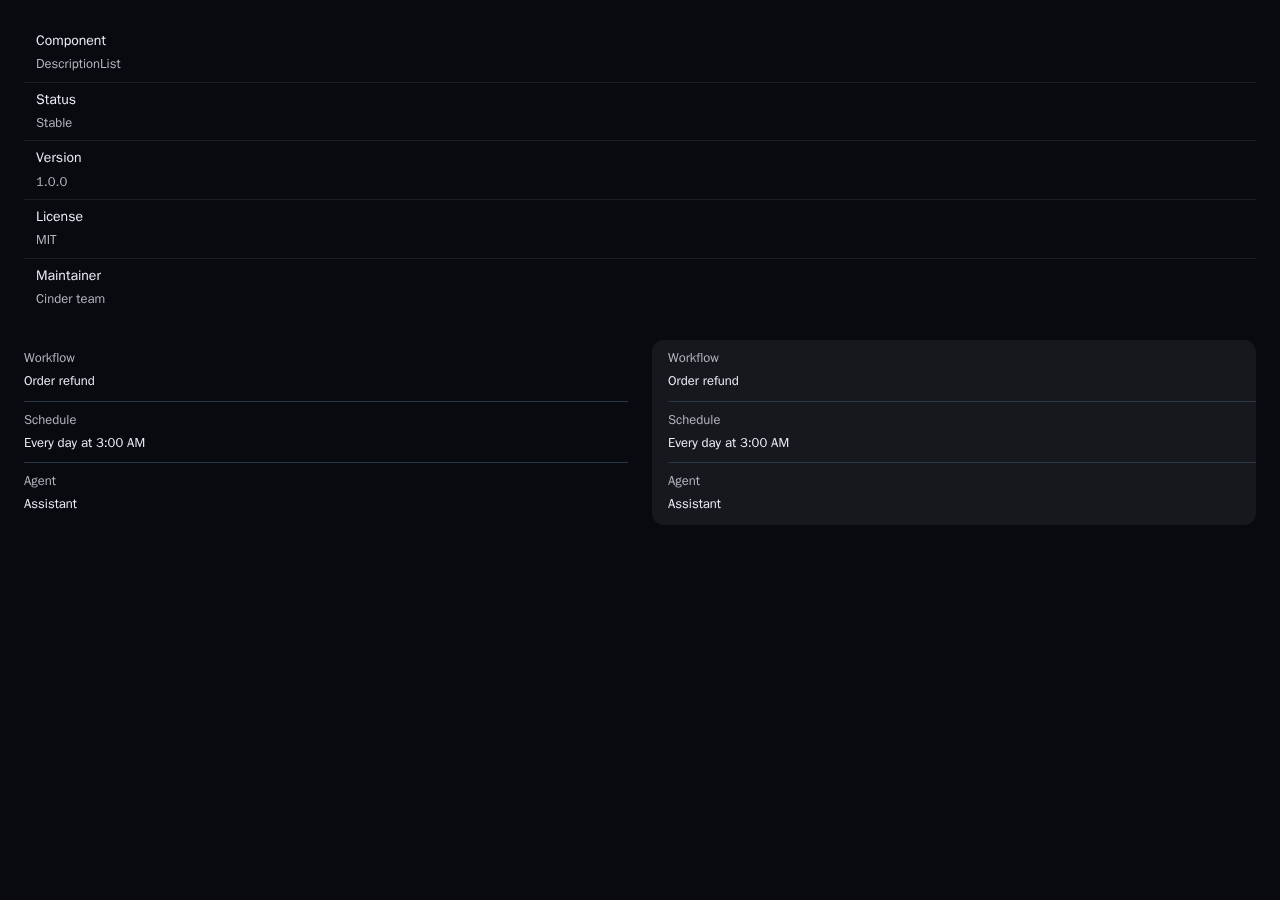 Component
DescriptionList
Status
Stable
Version
1.0.0
License
MIT
Maintainer
Cinder team
Workflow
Order refund
Schedule
Every day at 3:00 AM
Agent
Assistant
Workflow
Order refund
Schedule
Every day at 3:00 AM
Agent
Assistant